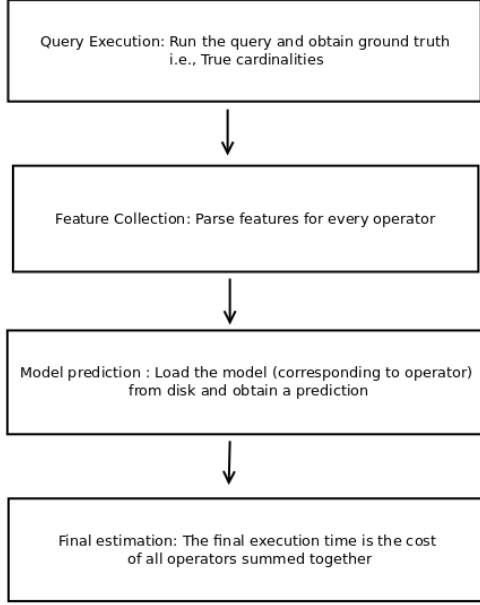 Query Execution: Run the query and obtain ground truth
i.e., True cardinalities
Feature Collection: Parse features for every operator
Model prediction : Load the model (corresponding to operator)
from disk and obtain a prediction
Final estimation: The final execution time is the cost
of all operators summed together